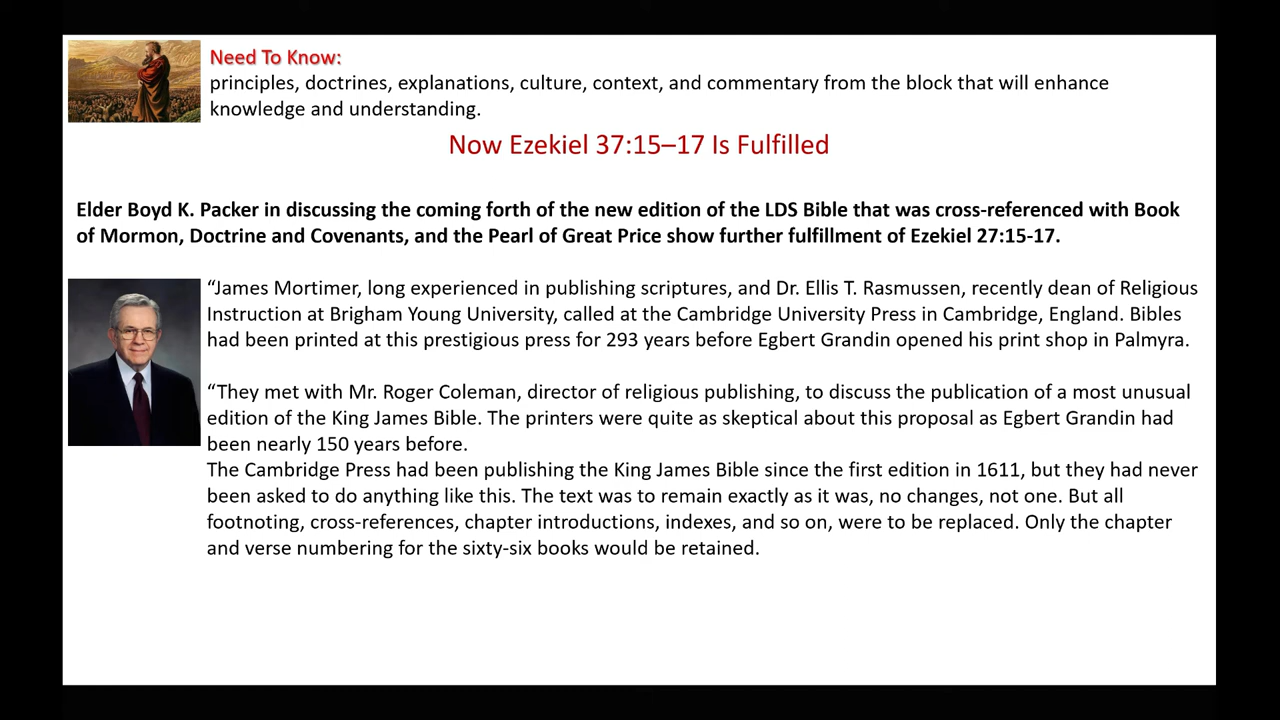 Need To Know:
principles, doctrines, explanations, culture, context, and commentary from the block that will enhance
knowledge and understanding.
Now Ezekiel 37:15–17 Is Fulfilled
Elder Boyd K. Packer in discussing the coming forth of the new edition of the LDS Bible that was cross-referenced with Book
of Mormon, Doctrine and Covenants, and the Pearl of Great Price show further fulfillment of Ezekiel 27:15-17.
“James Mortimer, long experienced in publishing scriptures, and Dr. Ellis T. Rasmussen, recently dean of Religious
Instruction at Brigham Young University, called at the Cambridge University Press in Cambridge, England. Bibles
had been printed at this prestigious press for 293 years before Egbert Grandin opened his print shop in Palmyra.
“They met with Mr. Roger Coleman, director of religious publishing, to discuss the publication of a most unusual
edition of the King James Bible. The printers were quite as skeptical about this proposal as Egbert Grandin had
been nearly 150 years before.
The Cambridge Press had been publishing the King James Bible since the first edition in 1611, but they had never
been asked to do anything like this. The text was to remain exactly as it was, no changes, not one. But all
footnoting, cross-references, chapter introductions, indexes, and so on, were to be replaced. Only the chapter
and verse numbering for the sixty-six books would be retained.